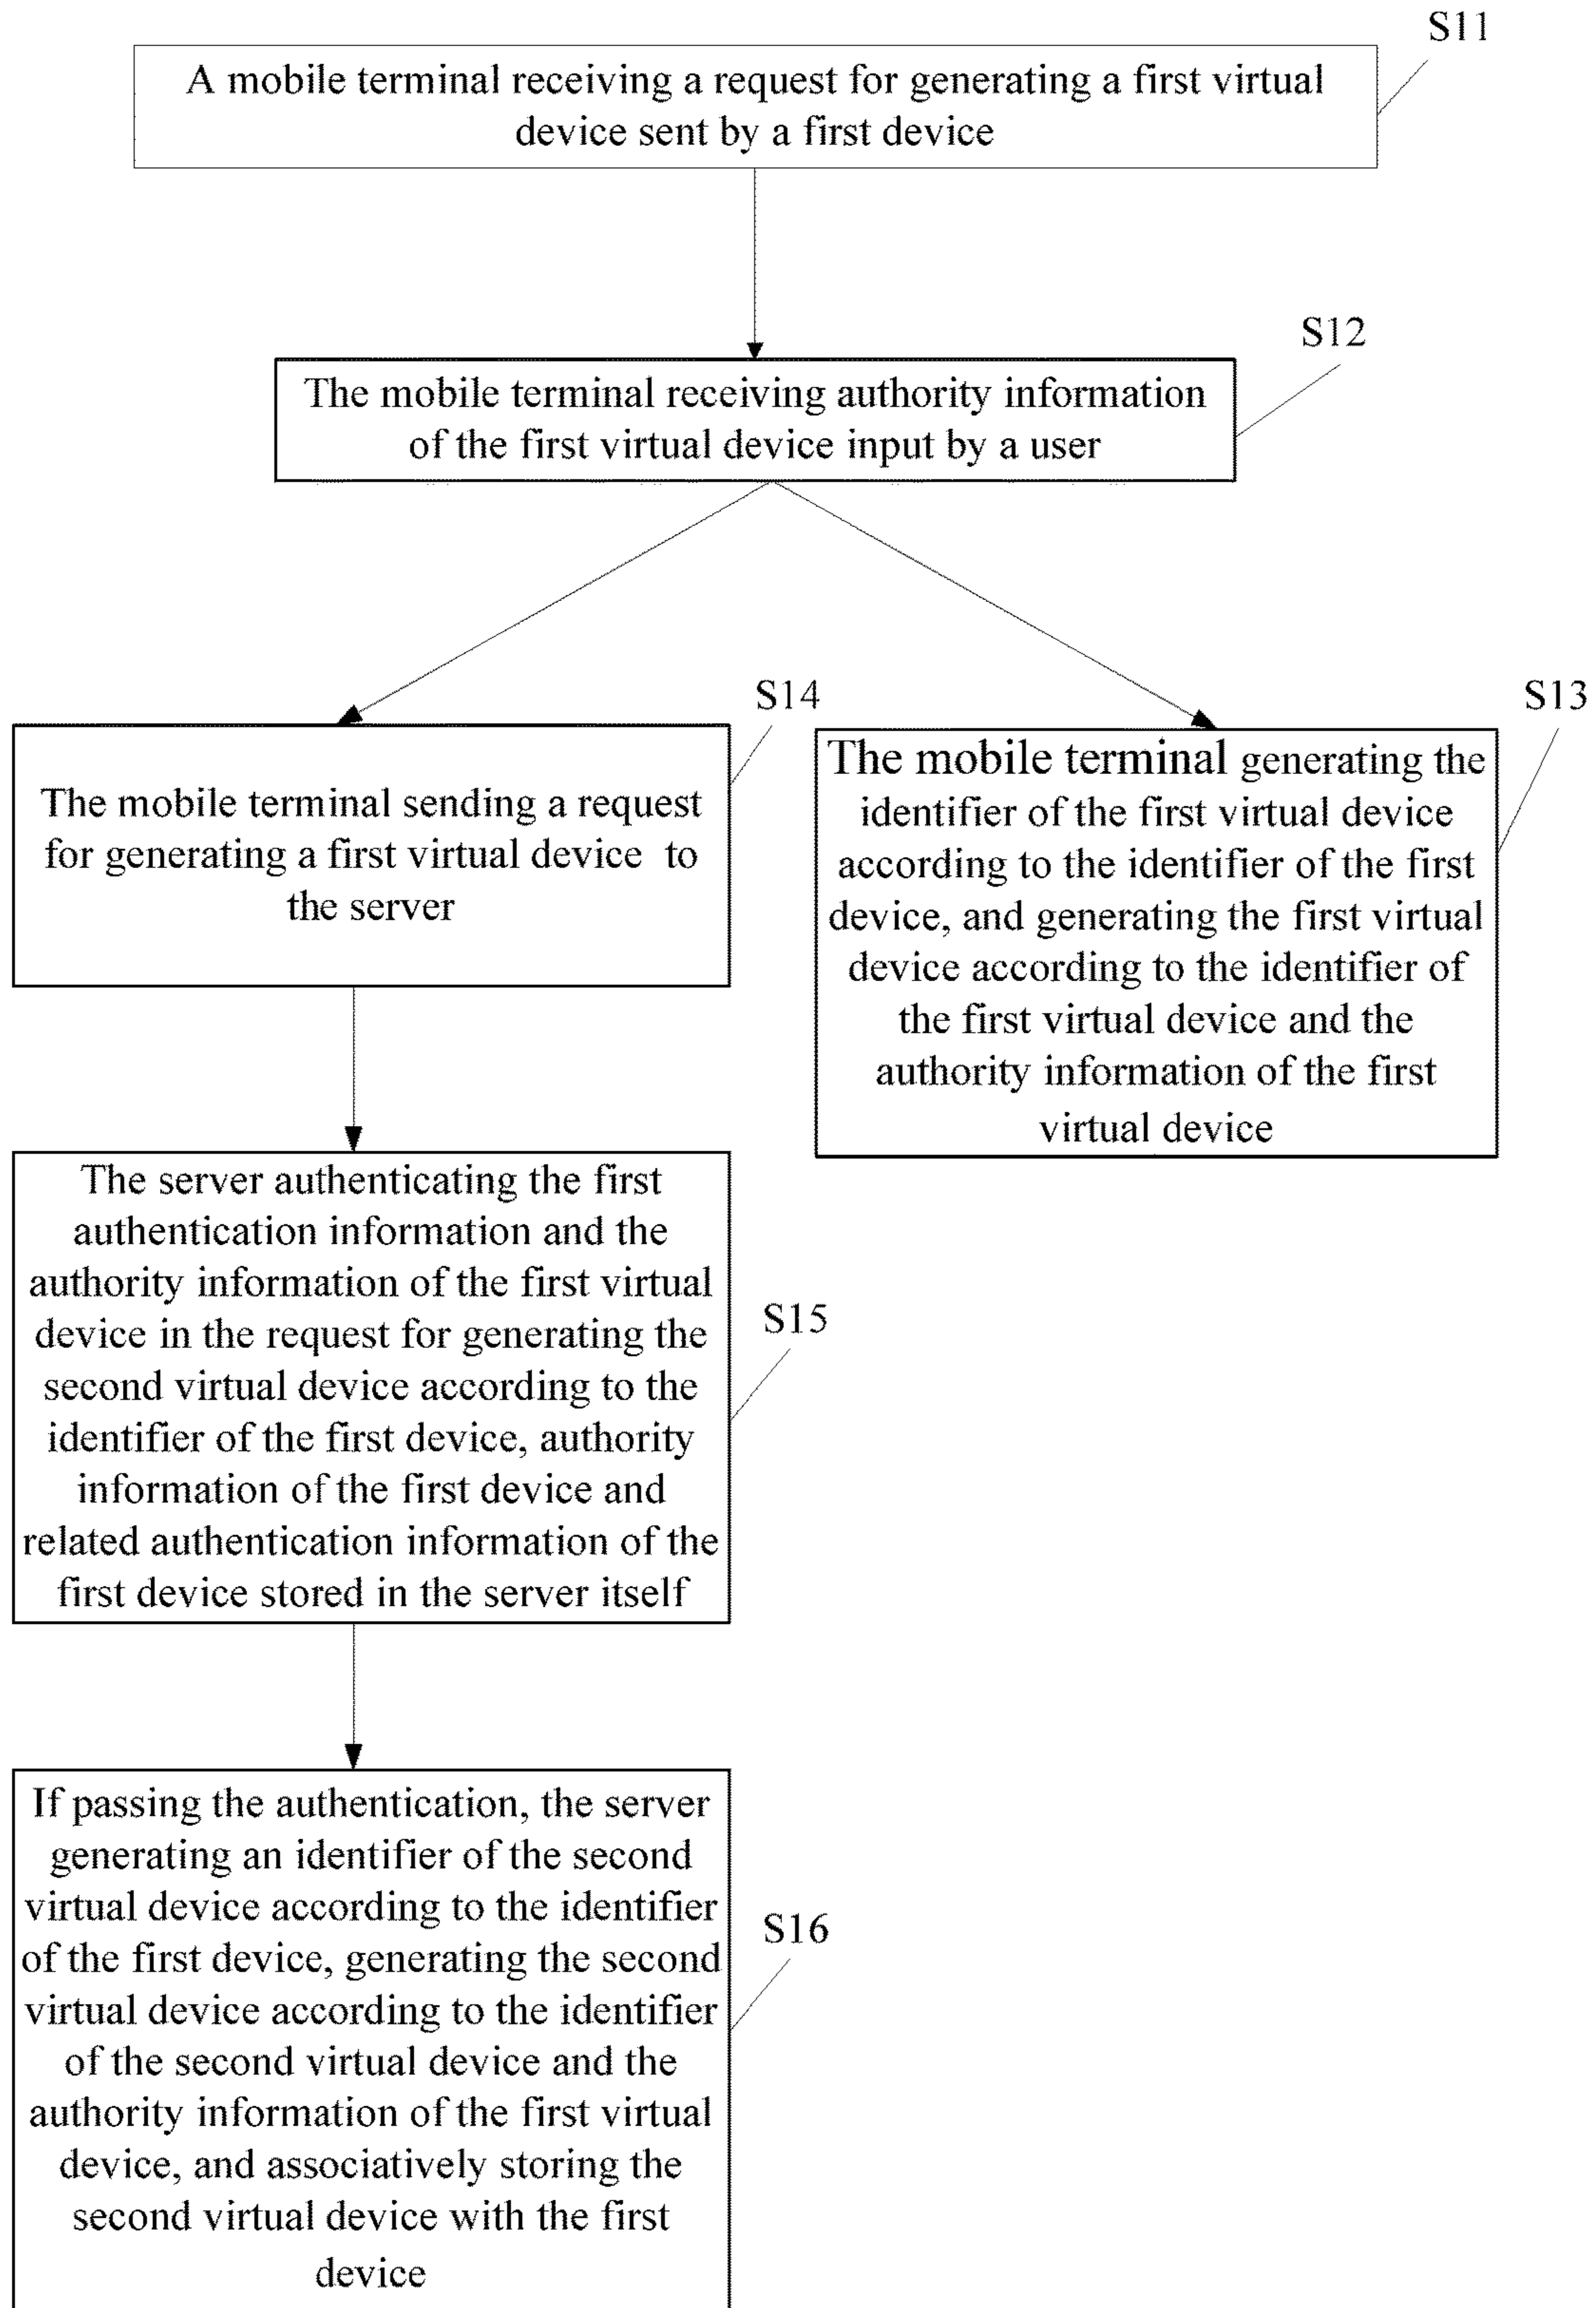 S11
A mobile terminal receiving a request for generating a first virtual
device sent by a first device
S12
The mobile terminal receiving authority information
of the first virtual device input by a user
S14
The mobile terminal sending a request
for generating a first virtual device to
the server
S13
The mobile terminal generating the
identifier of the first virtual device
according to the identifier of the first
device, and generating the first virtual
device according to the identifier of
the first virtual device and the
authority information of the first
virtual device
The server authenticating the first
authentication information and the
authority information of the first virtual
device in the request for generating the
second virtual device according to the
identifier of the first device, authority
information of the first device and
related authentication information of the
first device stored in the server itself
S15
If passing the authentication, the server
generating an identifier of the second
virtual device according to the identifier
of the first device, generating the second
virtual device according to the identifier
of the second virtual device and the
authority information of the first virtual
device, and associatively storing the
second virtual device with the first
device
S16